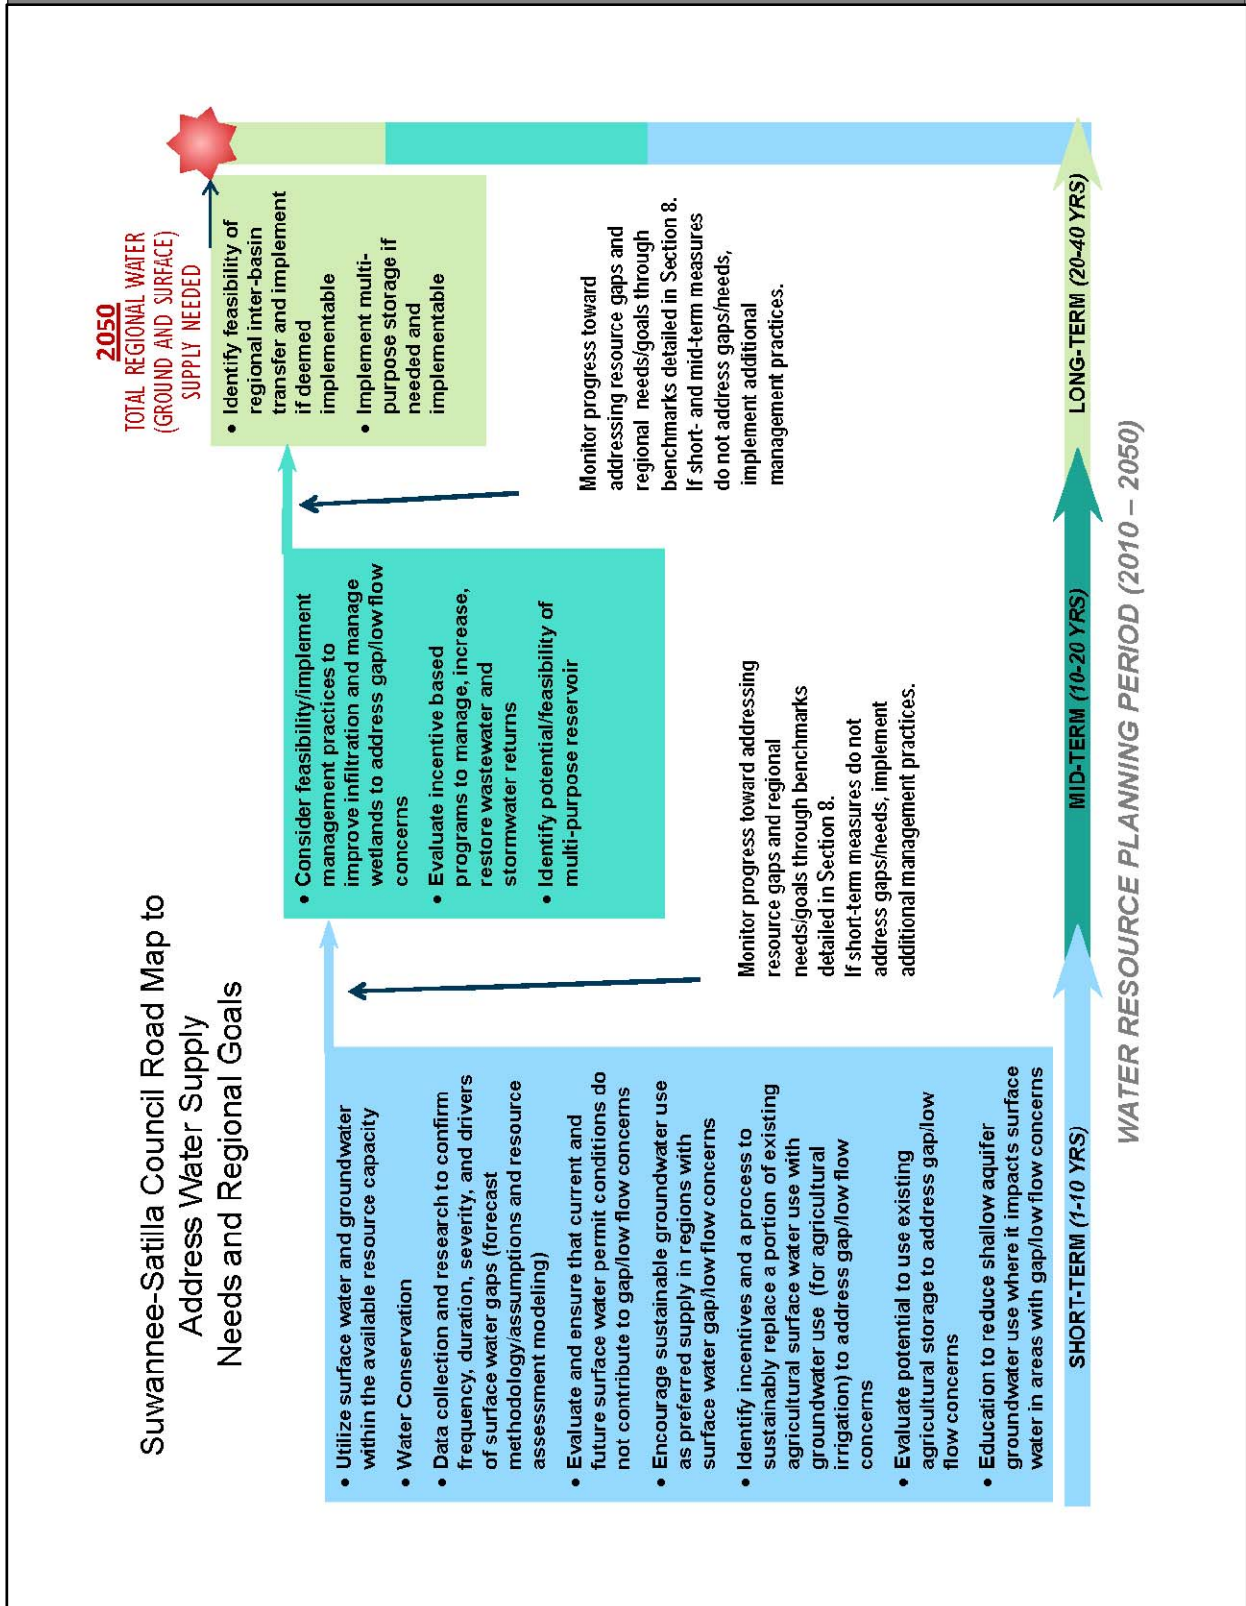 Suwannee-Satilla Council Road Map to
Address Water Supply
Needs and Regional Goals
• Utilize surface water and groundwater
within the available resource capacity
• Water Conservation
• Data collection and research to confirm
frequency, duration, severity, and drivers
of surface water gaps (forecast
methodology/assumptions and resource
assessment modeling)
• Evaluate and ensure that current and
future surface water permit conditions do
not contribute to gap/low flow concerns
• Encourage sustainable groundwater use
as preferred supply in regions with
surface water gap/low flow concerns
• Identify incentives and a process to
sustainably replace a portion of existing
agricultural surface water use with
groundwater use (for agricultural
irrigation) to address gap/low flow
concerns
• Evaluate potential to use existing
agricultural storage to address gap/low
flow concerns
• Education to reduce shallow aquifer
groundwater use where it impacts surface
water in areas with gap/low flow concerns
• Consider feasibility/implement
management practices to
improve infiltration and manage
wetlands to address gap/low flow
concerns
• Evaluate incentive based
programs to manage, increase,
restore wastewater and
stormwater returns
• Identify potential/feasibility of
multi-purpose reservoir
2050
TOTAL REGIONAL WATER
(GROUND AND SURFACE)
SUPPLY NEEDED
• Identify feasibility of
regional inter-basin
transfer and implement
if deemed
implementable
• Implement multi-
purpose storage if
needed and
implementable
Monitor progress toward addressing
resource gaps and regional
needs/goals through benchmarks
detailed in Section 8.
If short-term measures do not
address gaps/needs, implement
additional management practices.
Monitor progress toward
addressing resource gaps and
regional needs/goals through
benchmarks detailed in Section 8.
If short- and mid-term measures
do not address gaps/needs,
implement additional
management practices.
SHORT-TERM (1-10 YRS)
MID-TERM (10-20 YRS)
LONG-TERM (20-40 YRS)
WATER RESOURCE PLANNING PERIOD (2010 – 2050)